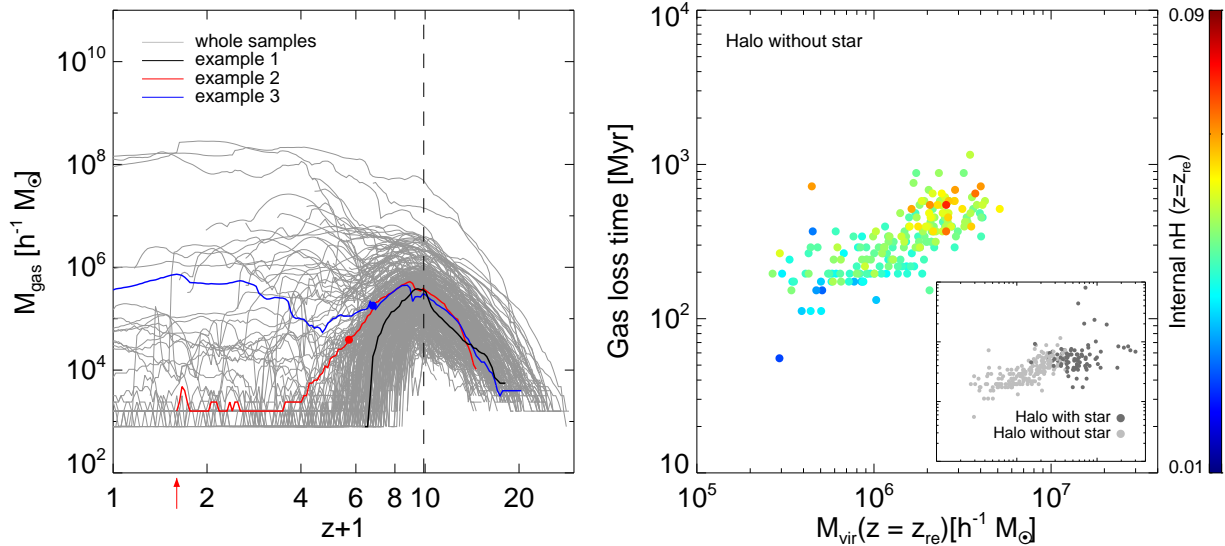 10¹⁰
10⁸
10⁶
10⁴
10²
M_gas [h⁻¹ M_⊙]
whole samples
example 1
example 2
example 3
1 2 4 6 8 10 20
z+1
10⁴
10³
10²
10
Gas loss time [Myr]
Halo without star
Halo with star
Halo without star
10⁵ 10⁶ 10⁷
M_vir(z = z_re)[h⁻¹ M_⊙]
0.09
Internal nH (z=z_re)
0.01